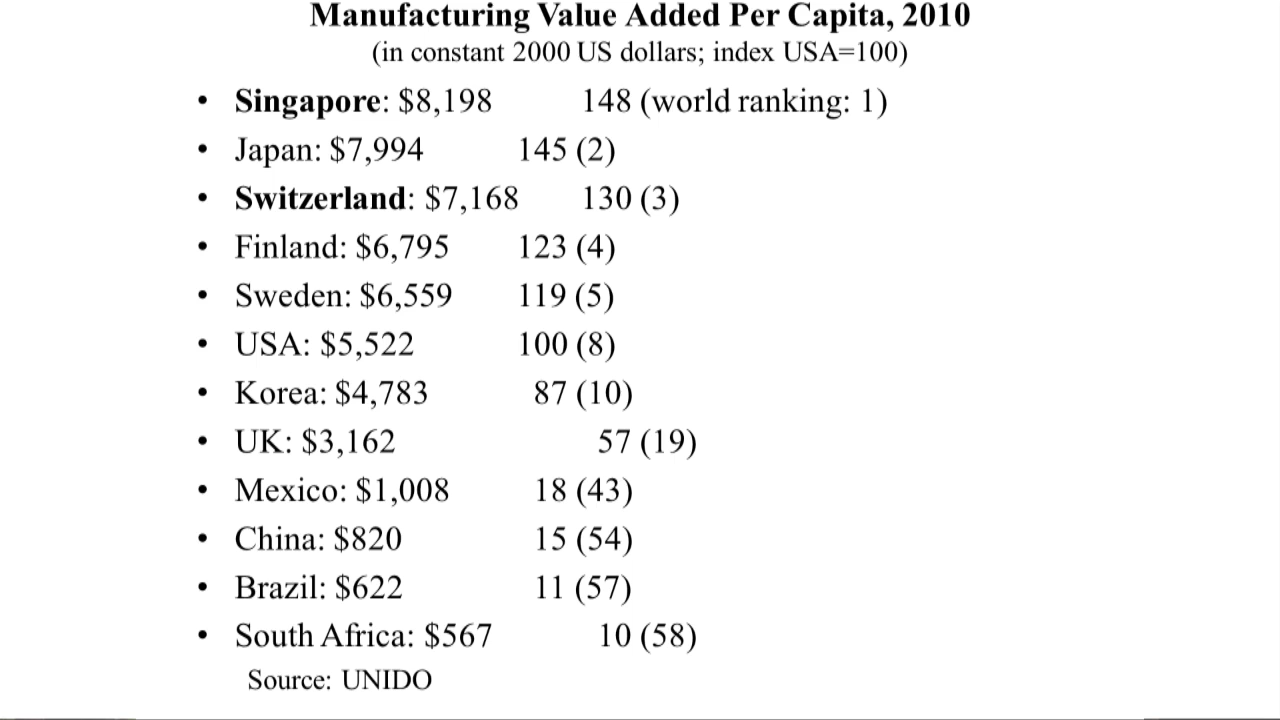 Manufacturing Value Added Per Capita, 2010
(in constant 2000 US dollars; index USA=100)
• Singapore: $8,198 148 (world ranking: 1)
• Japan: $7,994 145 (2)
• Switzerland: $7,168 130 (3)
• Finland: $6,795 123 (4)
• Sweden: $6,559 119 (5)
• USA: $5,522 100 (8)
• Korea: $4,783 87 (10)
• UK: $3,162 57 (19)
• Mexico: $1,008 18 (43)
• China: $820 15 (54)
• Brazil: $622 11 (57)
• South Africa: $567 10 (58)
Source: UNIDO